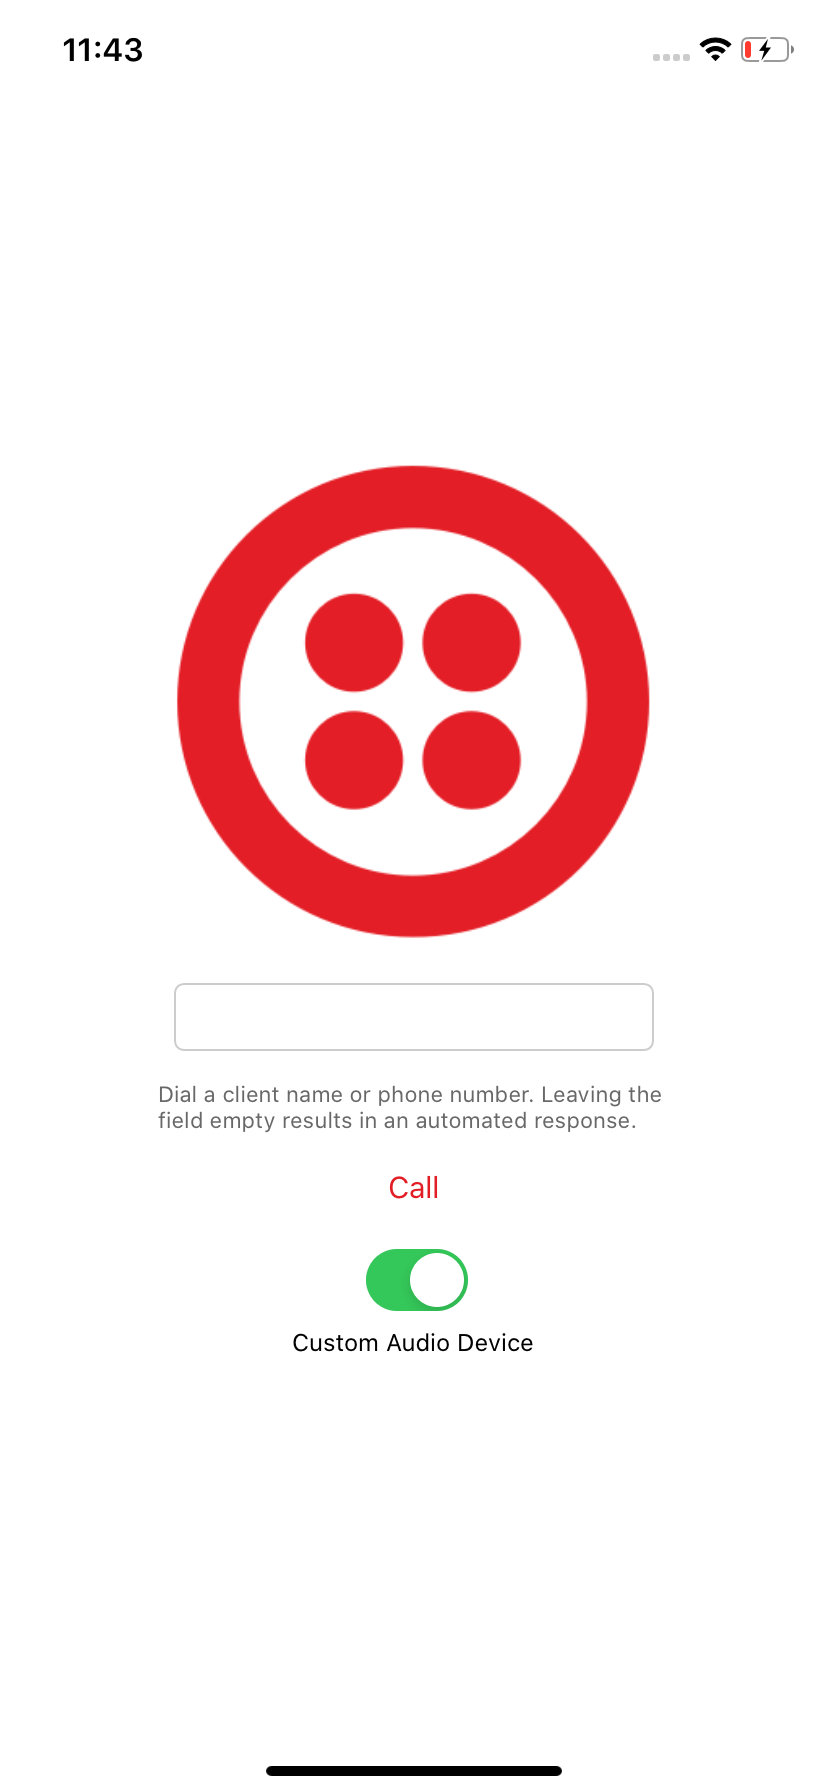 11:43
Dial a client name or phone number. Leaving the
field empty results in an automated response.
Call
Custom Audio Device